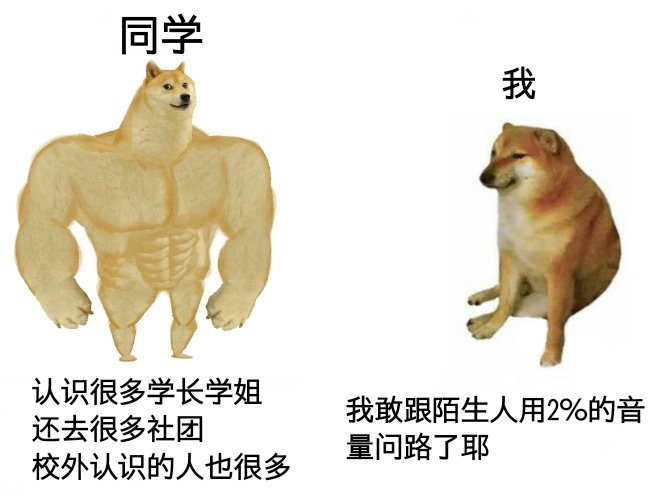 同学
我
认识很多学长学姐
还去很多社团
校外认识的人也很多
我敢跟陌生人用2%的音
量问路了耶